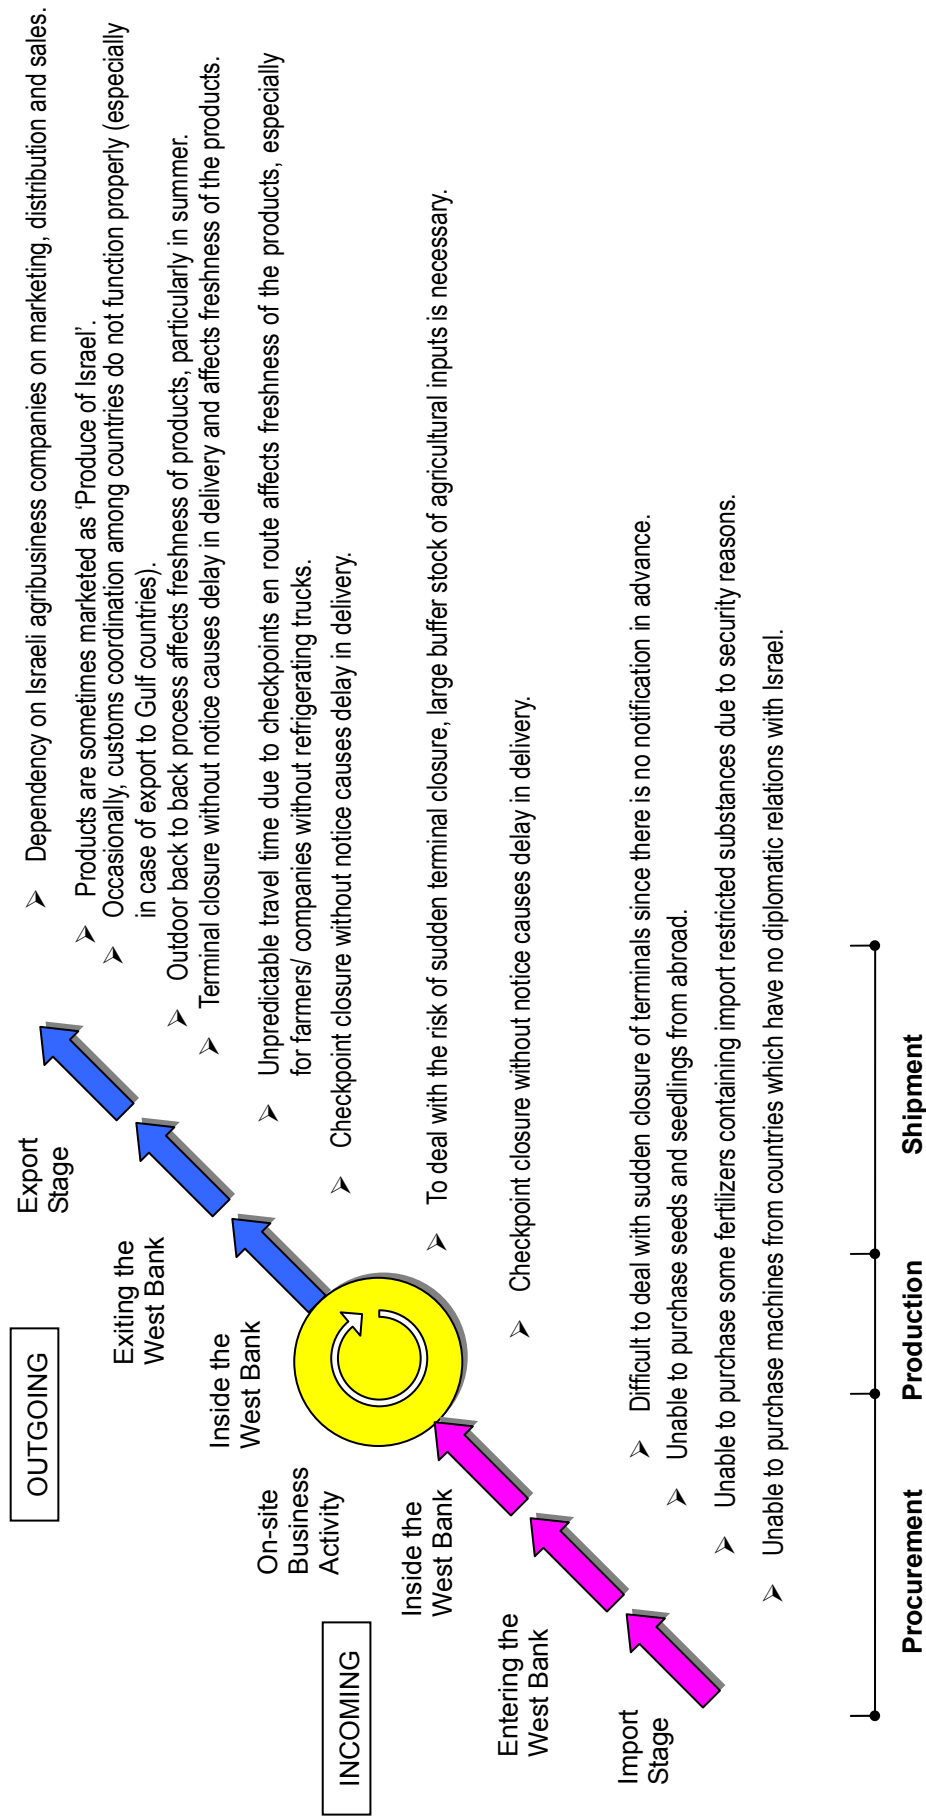 OUTGOING
Export
Stage
Exiting the
West Bank
Inside the
West Bank
On-site
Business
Activity
INCOMING
Inside the
West Bank
Entering the
West Bank
Import
Stage
➢ Dependency on Israeli agribusiness companies on marketing, distribution and sales.
➢ Products are sometimes marketed as ‘Produce of Israel’.
➢ Occasionally, customs coordination among countries do not function properly (especially
in case of export to Gulf countries).
➢ Outdoor back to back process affects freshness of products, particularly in summer.
➢ Terminal closure without notice causes delay in delivery and affects freshness of the products.
➢ Unpredictable travel time due to checkpoints en route affects freshness of the products, especially
for farmers/ companies without refrigerating trucks.
➢ Checkpoint closure without notice causes delay in delivery.
➢ To deal with the risk of sudden terminal closure, large buffer stock of agricultural inputs is necessary.
➢ Checkpoint closure without notice causes delay in delivery.
➢ Difficult to deal with sudden closure of terminals since there is no notification in advance.
➢ Unable to purchase seeds and seedlings from abroad.
➢ Unable to purchase some fertilizers containing import restricted substances due to security reasons.
➢ Unable to purchase machines from countries which have no diplomatic relations with Israel.
Procurement Production Shipment